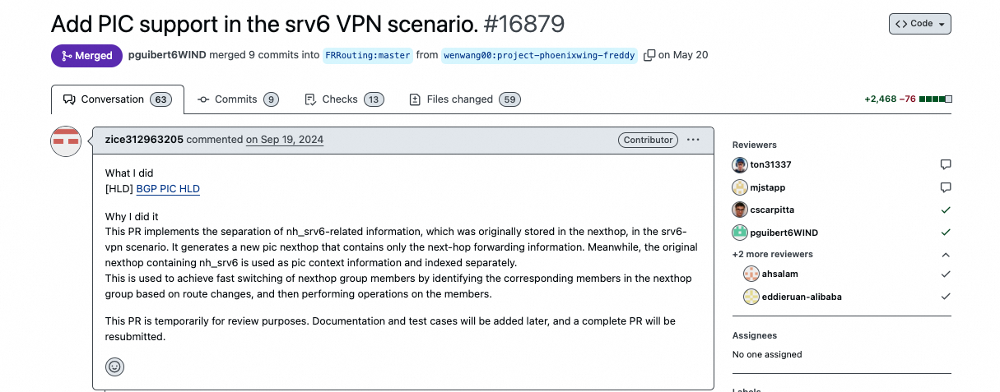 Add PIC support in the srv6 VPN scenario. #16879
Code
Merged pguibert6WIND merged 9 commits into FRRouting:master from wenwang00:project-phoenixwing-freddy on May 20
Conversation 63 Commits 9 Checks 13 Files changed 59
+2,468 −76
zice312963205 commented on Sep 19, 2024
Contributor
What I did
[HLD] BGP PIC HLD
Why I did it
This PR implements the separation of nh_srv6-related information, which was originally stored in the nexthop, in the srv6-
vpn scenario. It generates a new pic nexthop that contains only the next-hop forwarding information. Meanwhile, the original
nexthop containing nh_srv6 is used as pic context information and indexed separately.
This is used to achieve fast switching of nexthop group members by identifying the corresponding members in the nexthop
group based on route changes, and then performing operations on the members.
This PR is temporarily for review purposes. Documentation and test cases will be added later, and a complete PR will be
resubmitted.
Reviewers
ton31337
mjstapp
cscarpitta
pguibert6WIND
+2 more reviewers
ahsalam
eddieruan-alibaba
Assignees
No one assigned
Labels